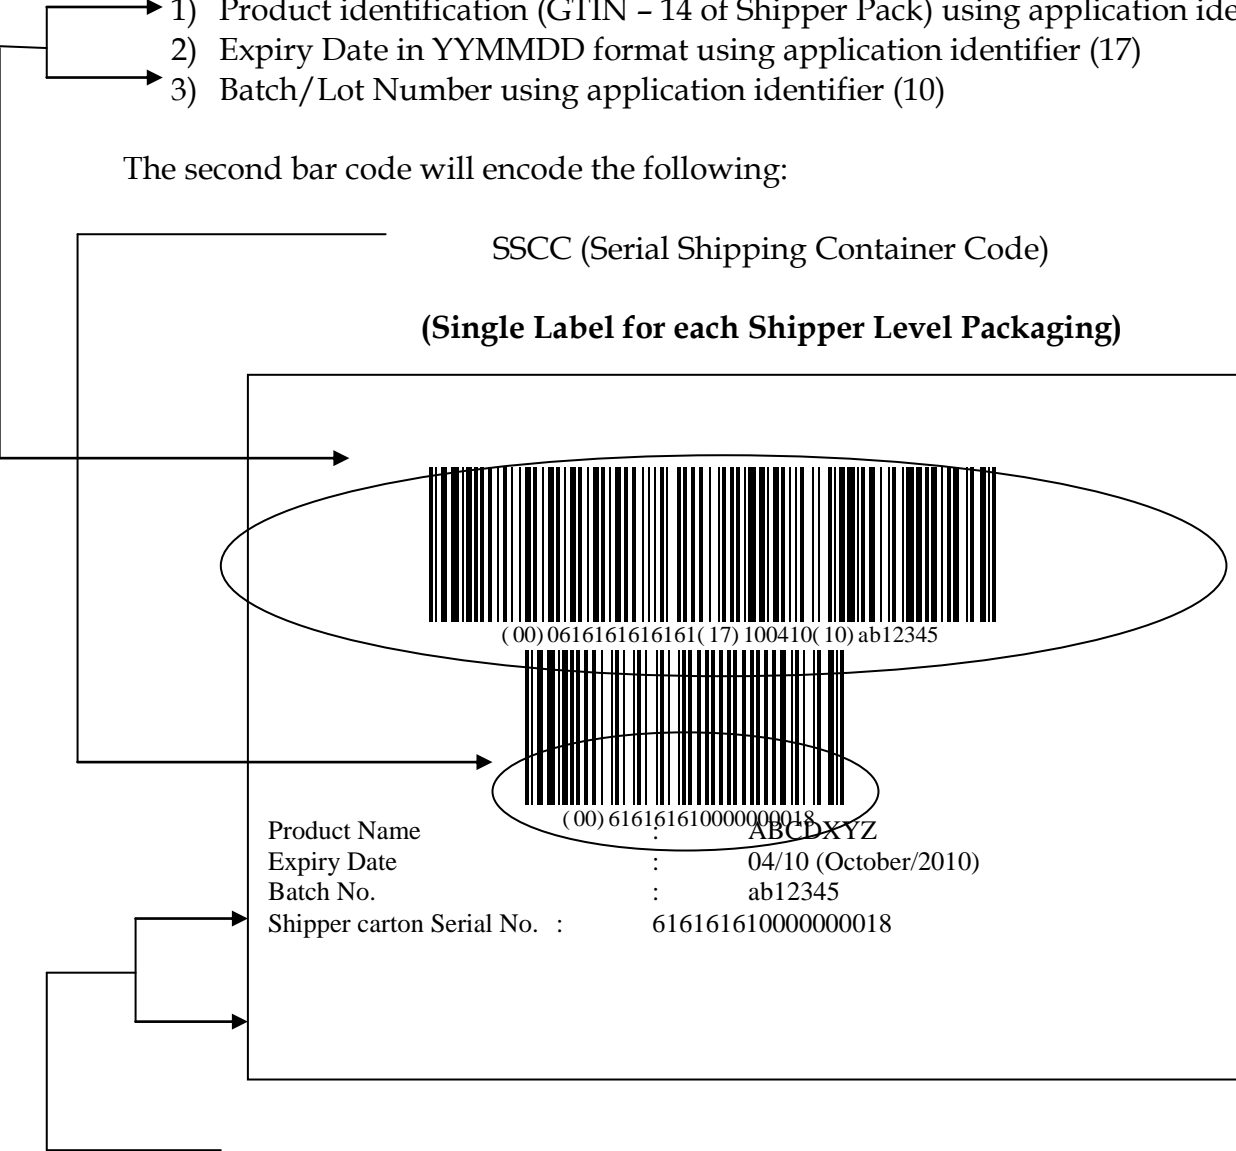 1) Product identification (GTIN – 14 of Shipper Pack) using application ide
2) Expiry Date in YYMMDD format using application identifier (17)
3) Batch/Lot Number using application identifier (10)
The second bar code will encode the following:
SSCC (Serial Shipping Container Code)
(Single Label for each Shipper Level Packaging)
(00)0616161616161(17)100410(10)ab12345
(00)616161610000000018
Product Name : ABCDXYZ
Expiry Date : 04/10 (October/2010)
Batch No. : ab12345
Shipper carton Serial No. : 616161610000000018